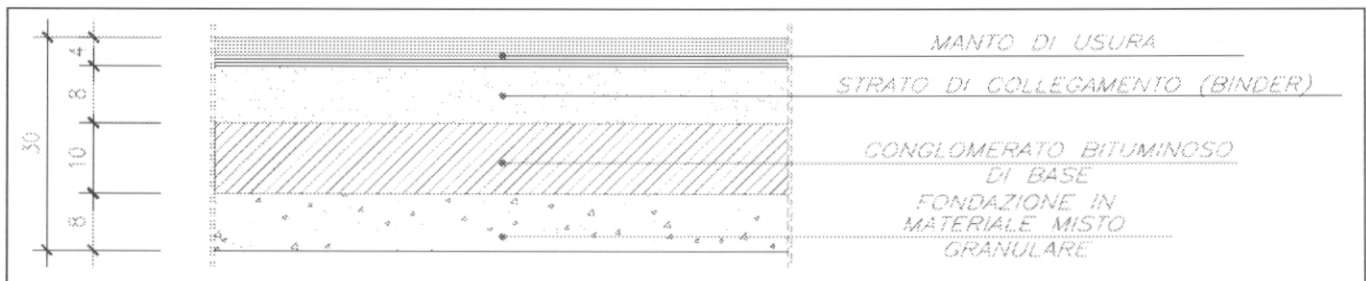 MANTO DI USURA
STRATO DI COLLEGAMENTO (BINDER)
CONGLOMERATO BITUMINOSO
DI BASE
FONDAZIONE IN
MATERIALE MISTO
GRANULARE
30
4
8
10
8